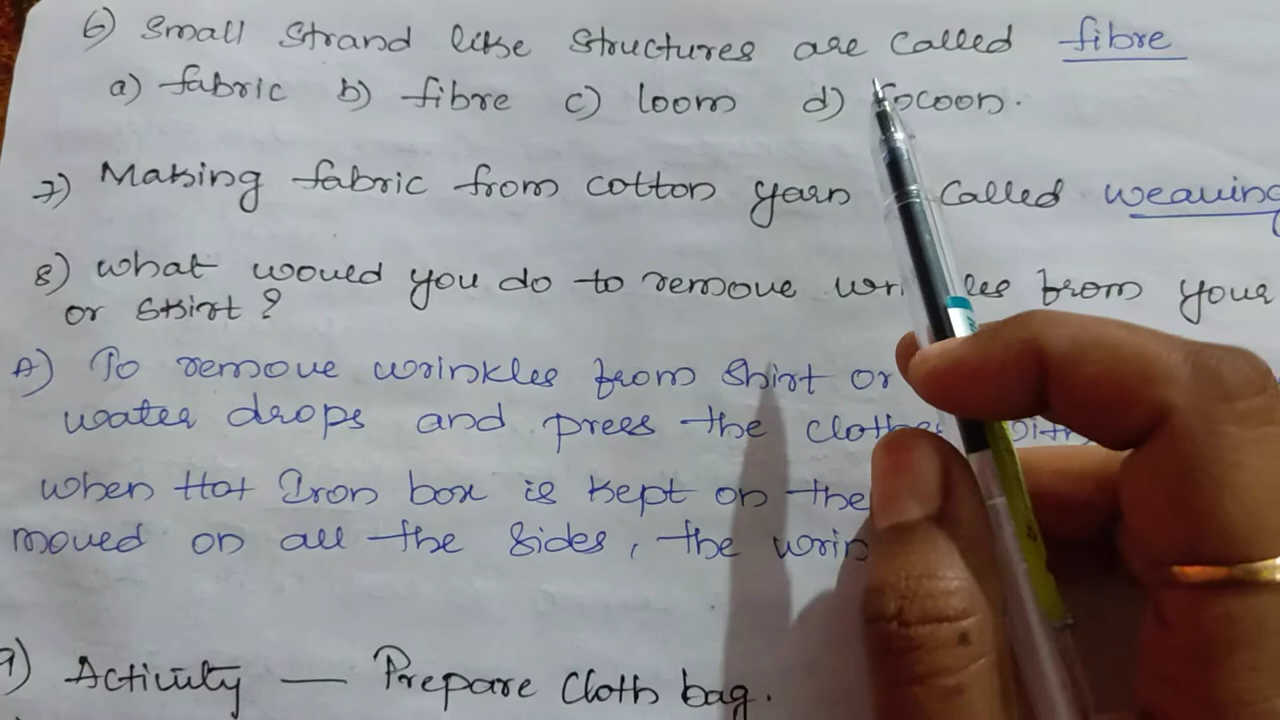 6) Small Strand like Structures are called fibre
a) fabric b) fibre c) loom d) Cocoon.
7) Making fabric from cotton yarn called weaving
8) what would you do to remove from your
or Skirt ?
A) To remove wrinkles from Shirt or
water drops and press the
when Hot Iron box is kept on the
moved on all the Sides, the
9) Activity — Prepare Cloth bag.